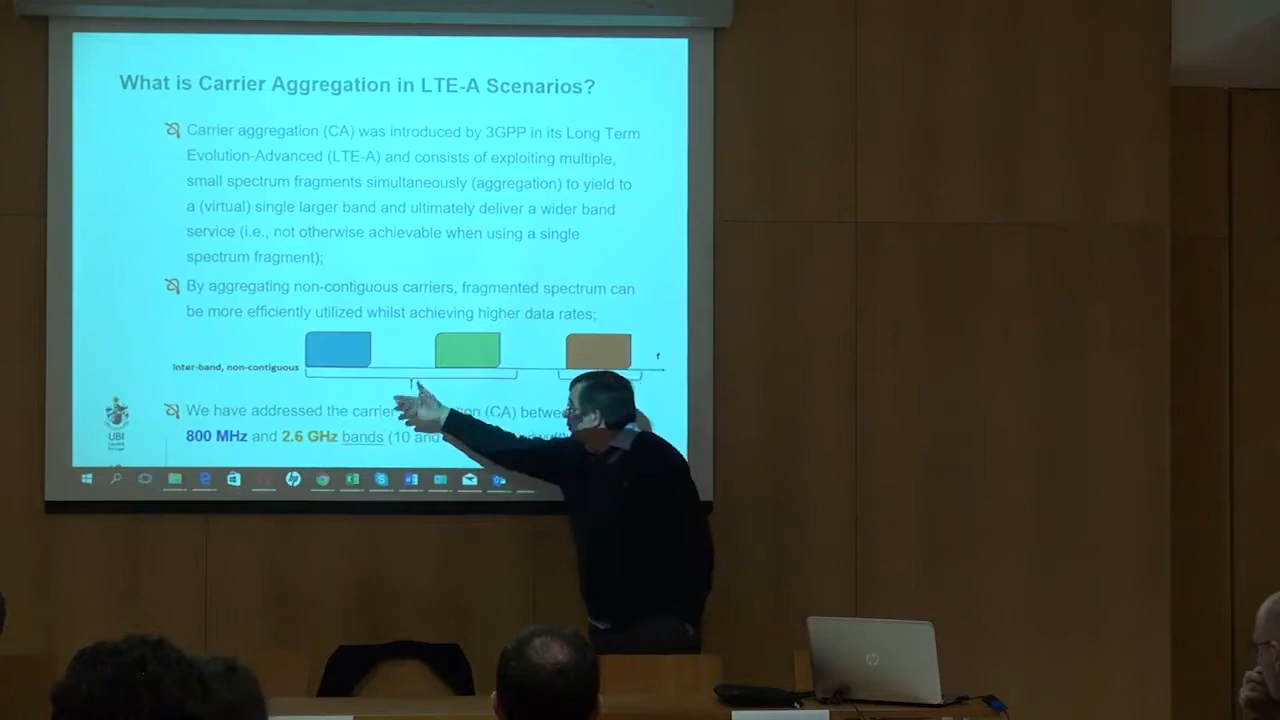 What is Carrier Aggregation in LTE-A Scenarios?
Carrier aggregation (CA) was introduced by 3GPP in its Long Term
Evolution-Advanced (LTE-A) and consists of exploiting multiple,
small spectrum fragments simultaneously (aggregation) to yield to
a (virtual) single larger band and ultimately deliver a wider band
service (i.e., not otherwise achievable when using a single
spectrum fragment);
By aggregating non-contiguous carriers, fragmented spectrum can
be more efficiently utilized whilst achieving higher data rates;
f
Inter-band, non-contiguous
We have addressed the carrier (CA)
800 MHz and 2.6 GHz bands (10 and
UBI
hp